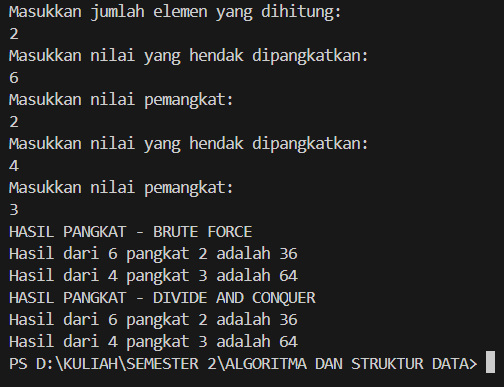 Masukkan jumlah elemen yang dihitung:
2
Masukkan nilai yang hendak dipangkatkan:
6
Masukkan nilai pemangkat:
2
Masukkan nilai yang hendak dipangkatkan:
4
Masukkan nilai pemangkat:
3
HASIL PANGKAT - BRUTE FORCE
Hasil dari 6 pangkat 2 adalah 36
Hasil dari 4 pangkat 3 adalah 64
HASIL PANGKAT - DIVIDE AND CONQUER
Hasil dari 6 pangkat 2 adalah 36
Hasil dari 4 pangkat 3 adalah 64
PS D:\KULIAH\SEMESTER 2\ALGORITMA DAN STRUKTUR DATA>